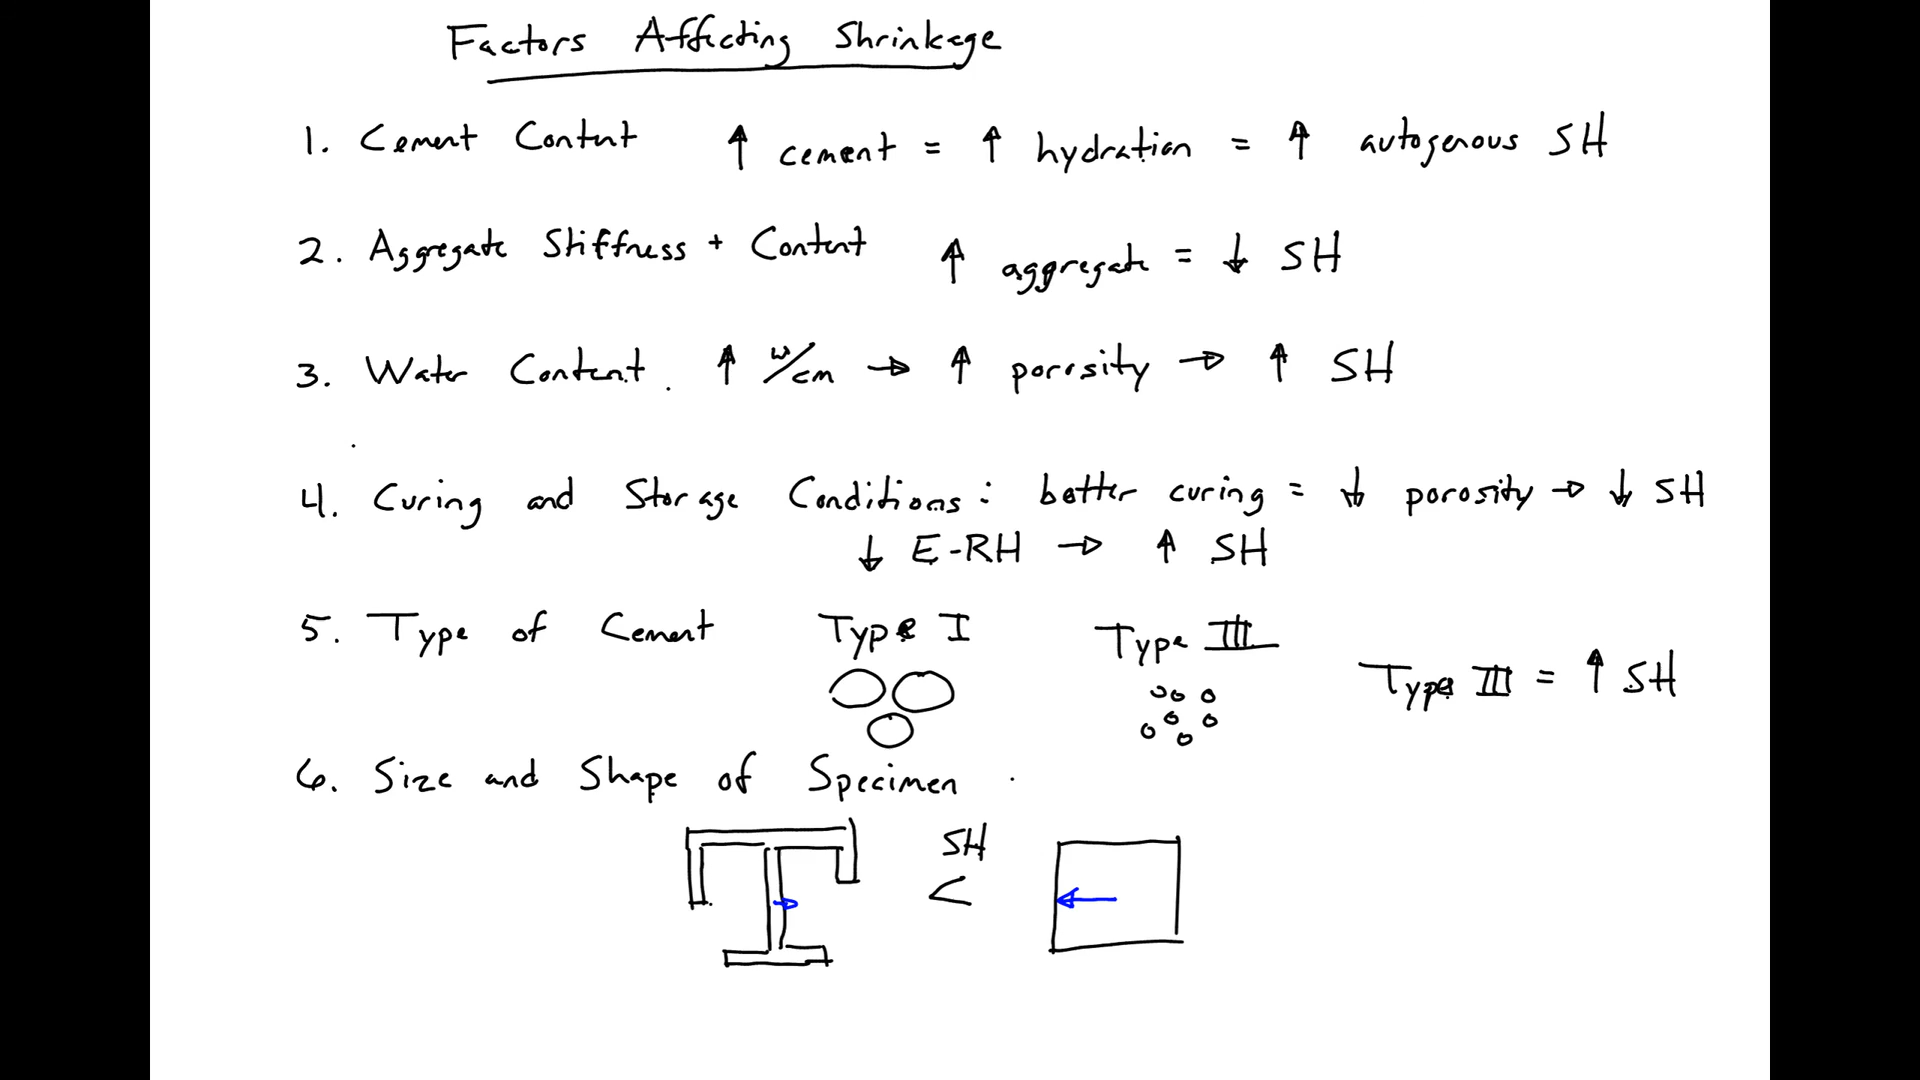 Factors Affecting Shrinkage
1. Cement Content ↑ cement = ↑ hydration = ↑ autogenous SH
2. Aggregate Stiffness + Content ↑ aggregate = ↓ SH
3. Water Content. ↑ w/cm → ↑ porosity → ↑ SH
4. Curing and Storage Conditions: better curing = ↓ porosity → ↓ SH
↓ E-RH → ↑ SH
5. Type of Cement Type I Type III Type III = ↑ SH
6. Size and Shape of Specimen
SH
<